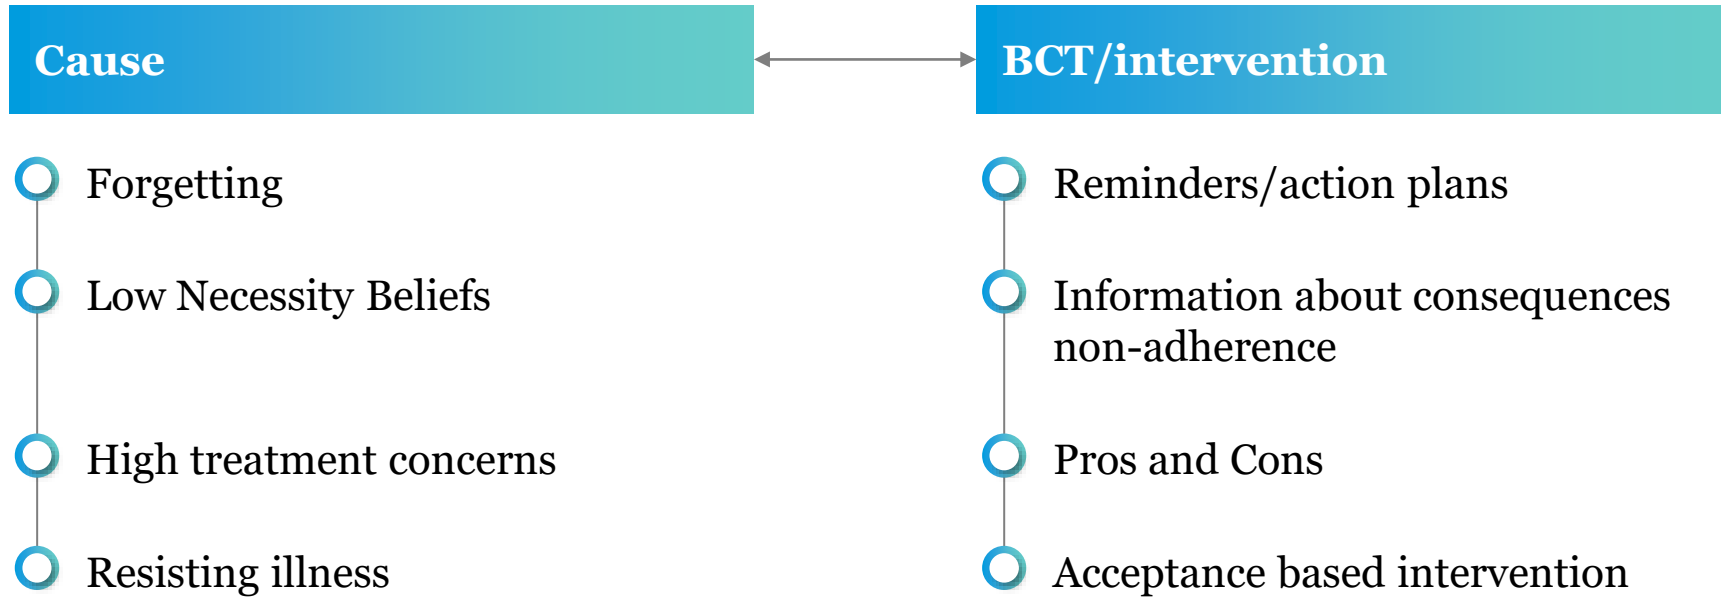 Cause
BCT/intervention
Forgetting
Reminders/action plans
Low Necessity Beliefs
Information about consequences
non-adherence
High treatment concerns
Pros and Cons
Resisting illness
Acceptance based intervention